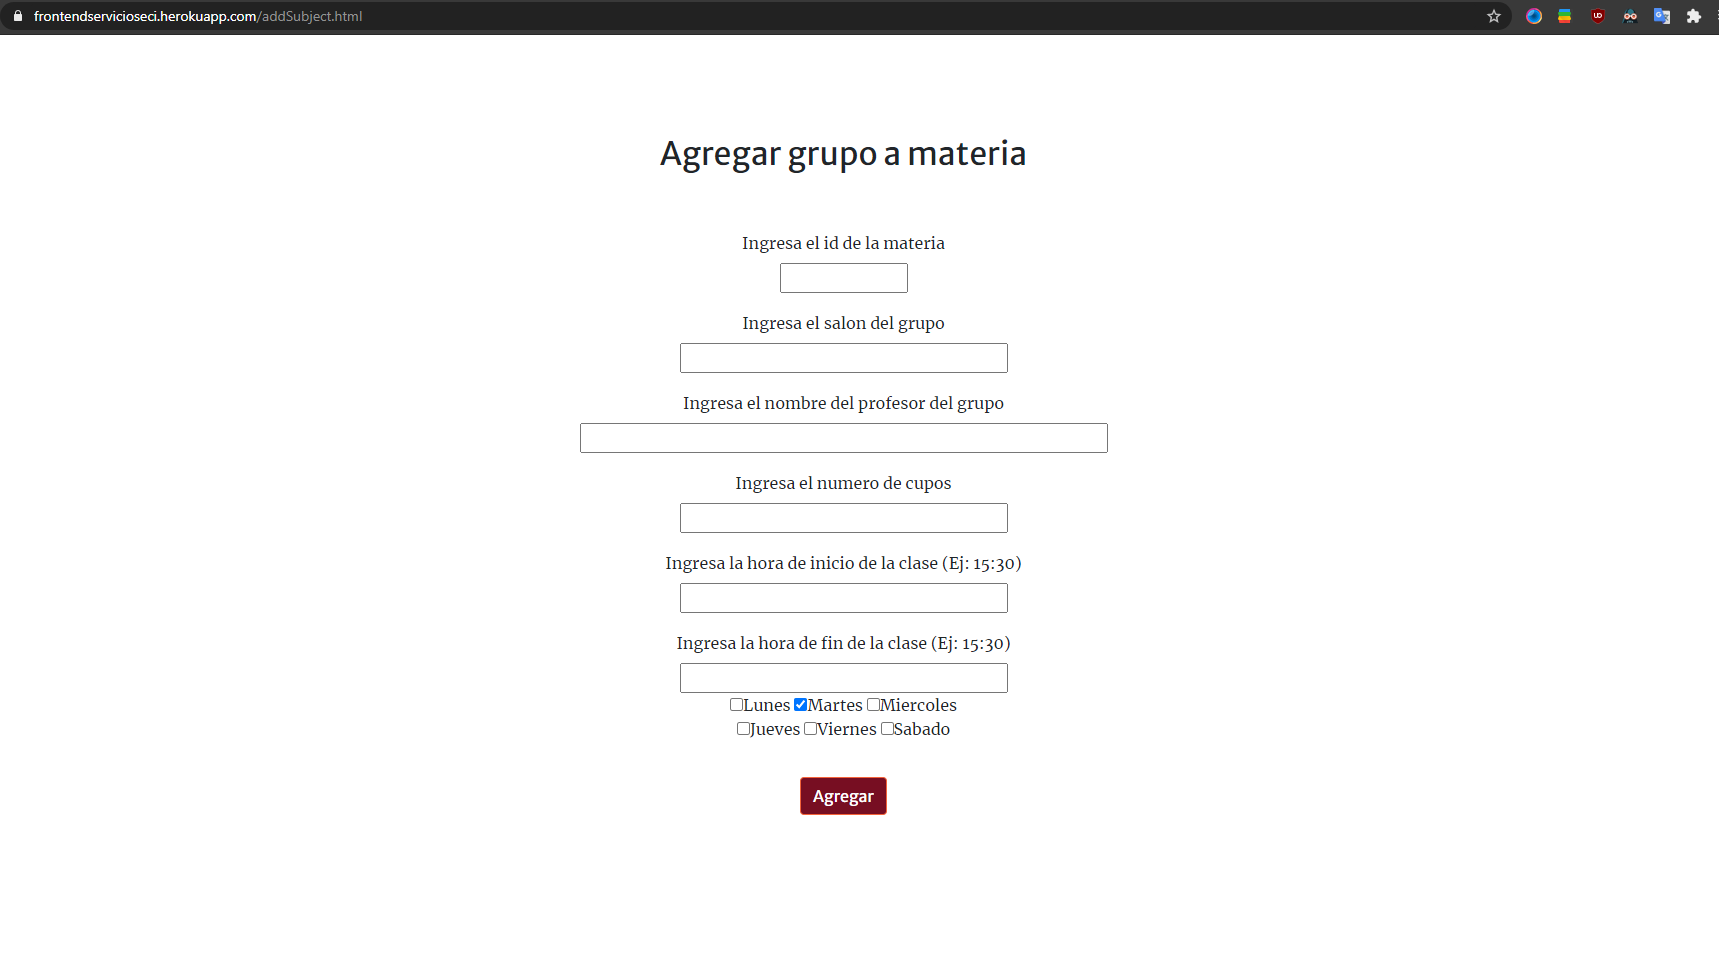 frontendservicioseci.herokuapp.com/addSubject.html
Agregar grupo a materia
Ingresa el id de la materia
Ingresa el salon del grupo
Ingresa el nombre del profesor del grupo
Ingresa el numero de cupos
Ingresa la hora de inicio de la clase (Ej: 15:30)
Ingresa la hora de fin de la clase (Ej: 15:30)
Lunes Martes Miercoles
Jueves Viernes Sabado
Agregar